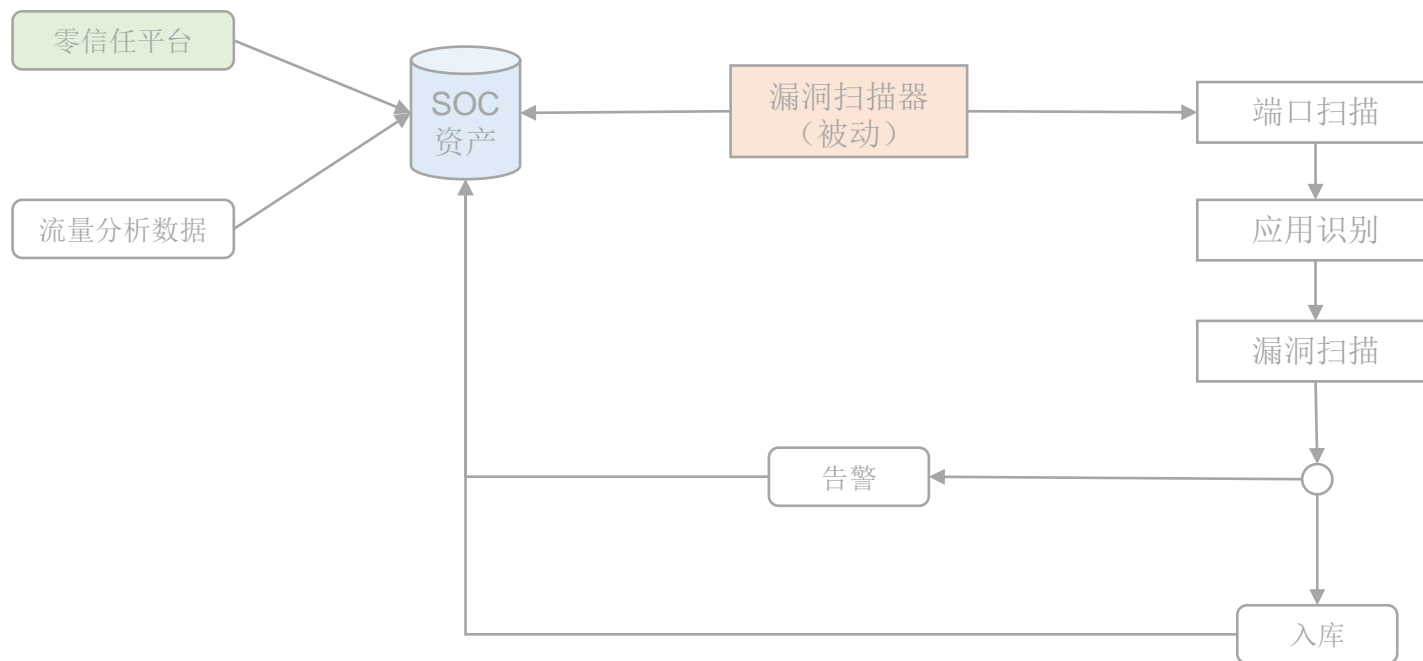 零信任平台
SOC
资产
漏洞扫描器
（被动）
端口扫描
流量分析数据
应用识别
漏洞扫描
告警
入库